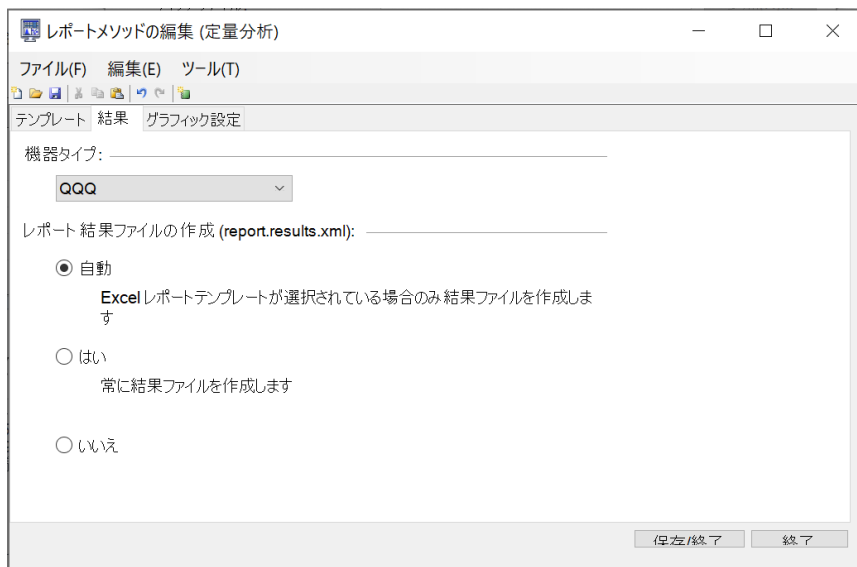 レポートメソッドの編集 (定量分析)
ファイル(F) 編集(E) ツール(T)
テンプレート 結果 グラフィック設定
機器タイプ:
QQQ
レポート結果ファイルの作成 (report.results.xml):
自動
Excelレポートテンプレートが選択されている場合のみ結果ファイルを作成しま
す
はい
常に結果ファイルを作成します
いいえ
保存/終了 終了